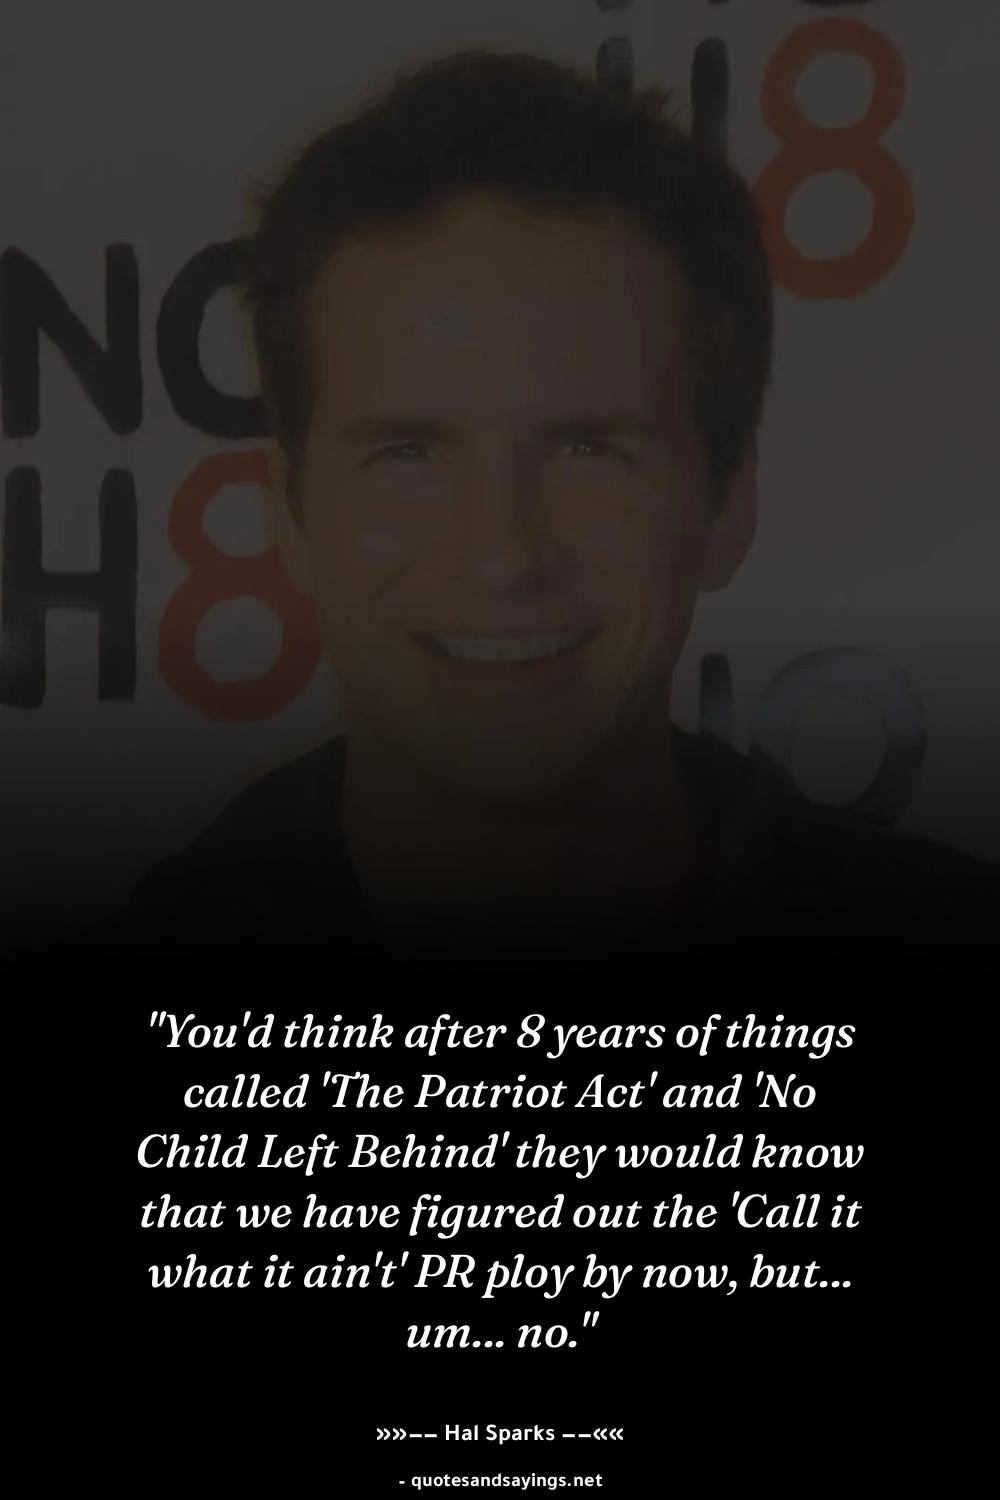 H8
NO
H8
NO
"You'd think after 8 years of things
called 'The Patriot Act' and 'No
Child Left Behind' they would know
that we have figured out the 'Call it
what it ain't' PR ploy by now, but...
um... no."
»»–– Hal Sparks ––««
- quotesandsayings.net